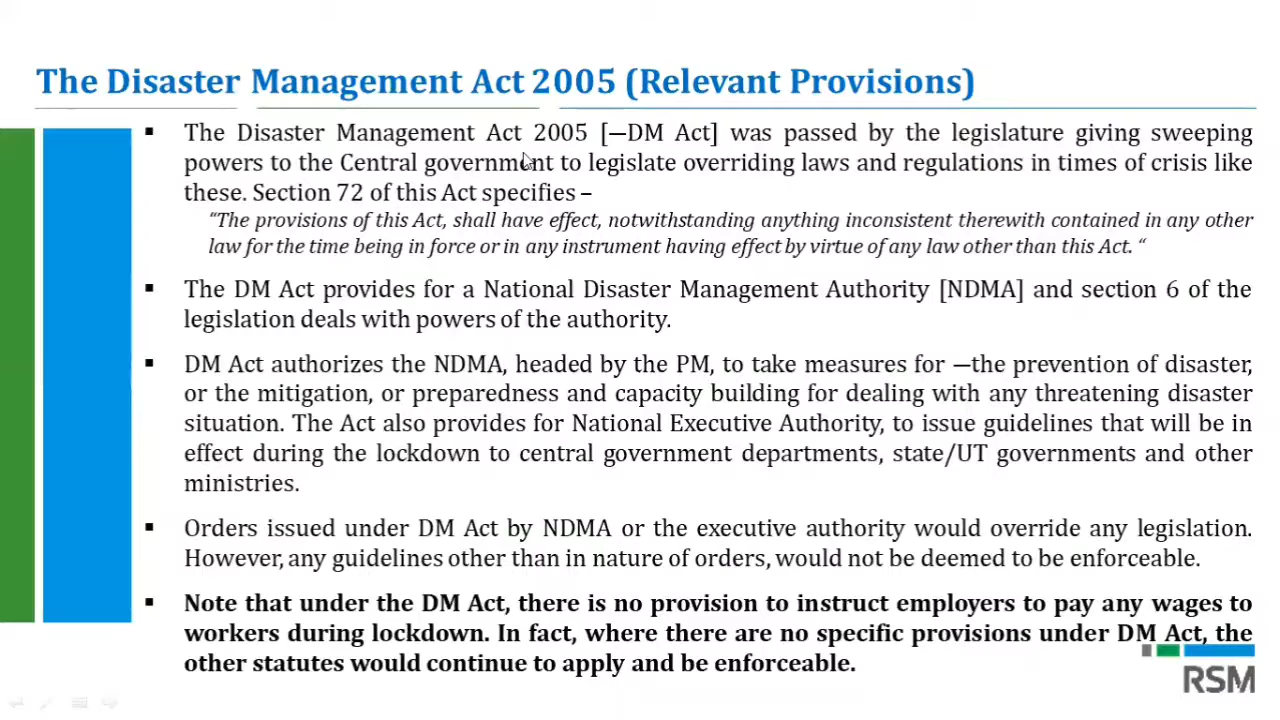 The Disaster Management Act 2005 (Relevant Provisions)
▪ The Disaster Management Act 2005 [—DM Act] was passed by the legislature giving sweeping
powers to the Central government to legislate overriding laws and regulations in times of crisis like
these. Section 72 of this Act specifies –
“The provisions of this Act, shall have effect, notwithstanding anything inconsistent therewith contained in any other
law for the time being in force or in any instrument having effect by virtue of any law other than this Act. “
▪ The DM Act provides for a National Disaster Management Authority [NDMA] and section 6 of the
legislation deals with powers of the authority.
▪ DM Act authorizes the NDMA, headed by the PM, to take measures for —the prevention of disaster,
or the mitigation, or preparedness and capacity building for dealing with any threatening disaster
situation. The Act also provides for National Executive Authority, to issue guidelines that will be in
effect during the lockdown to central government departments, state/UT governments and other
ministries.
▪ Orders issued under DM Act by NDMA or the executive authority would override any legislation.
However, any guidelines other than in nature of orders, would not be deemed to be enforceable.
▪ Note that under the DM Act, there is no provision to instruct employers to pay any wages to
workers during lockdown. In fact, where there are no specific provisions under DM Act, the
other statutes would continue to apply and be enforceable.
RSM